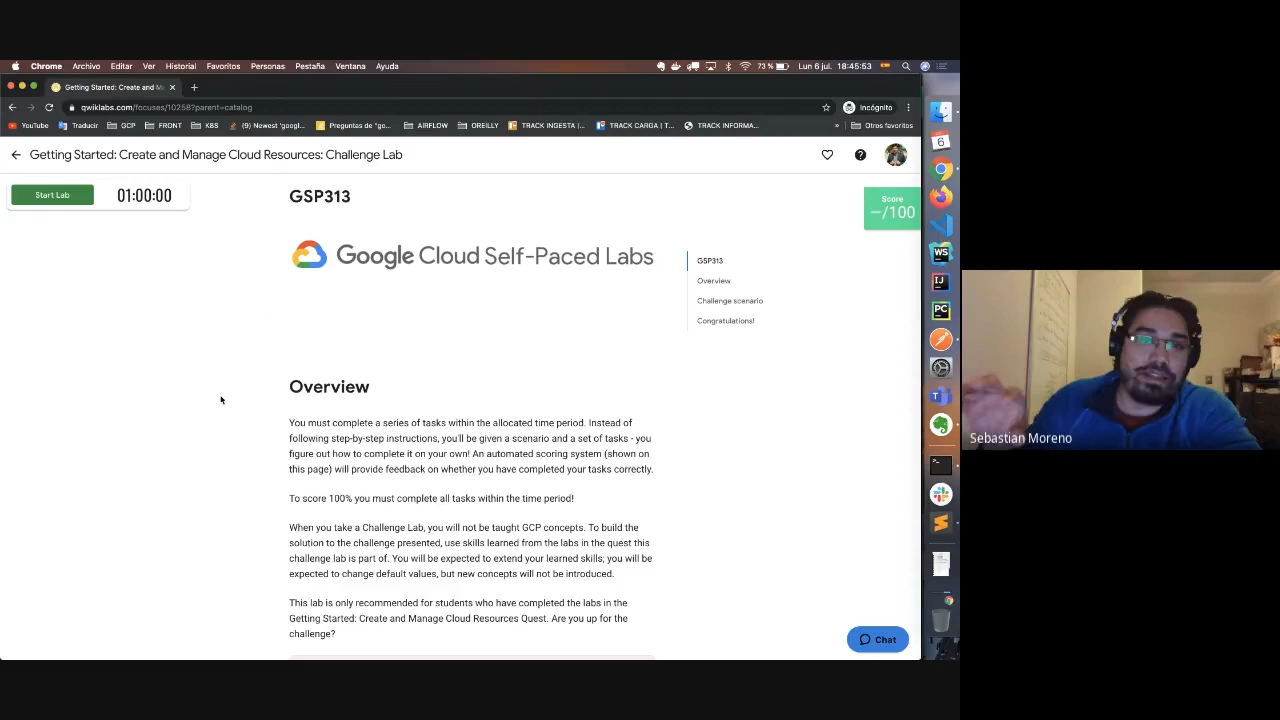 Chrome Archivo Editar Ver Historial Favoritos Personas Pestaña Ventana Ayuda 73 % Lun 6 jul. 18:45:53
Getting Started: Create and M
qwiklabs.com/focuses/10258?parent=catalog Incógnito
YouTube Traducir GCP FRONT K8S (9) Newest 'googl... Preguntas de "go... AIRFLOW OREILLY TRACK INGESTA (... TRACK CARGA ( T... TRACK INFORMA... » Otros favoritos
Getting Started: Create and Manage Cloud Resources: Challenge Lab
Start Lab 01:00:00
GSP313
Score
–/100
Google Cloud Self-Paced Labs
GSP313
Overview
Challenge scenario
Congratulations!
Overview
You must complete a series of tasks within the allocated time period. Instead of
following step-by-step instructions, you'll be given a scenario and a set of tasks - you
figure out how to complete it on your own! An automated scoring system (shown on
this page) will provide feedback on whether you have completed your tasks correctly.
To score 100% you must complete all tasks within the time period!
When you take a Challenge Lab, you will not be taught GCP concepts. To build the
solution to the challenge presented, use skills learned from the labs in the quest this
challenge lab is part of. You will be expected to extend your learned skills; you will be
expected to change default values, but new concepts will not be introduced.
This lab is only recommended for students who have completed the labs in the
Getting Started: Create and Manage Cloud Resources Quest. Are you up for the
challenge?
Chat
6
WS
IJ
PC
Sebastian Moreno